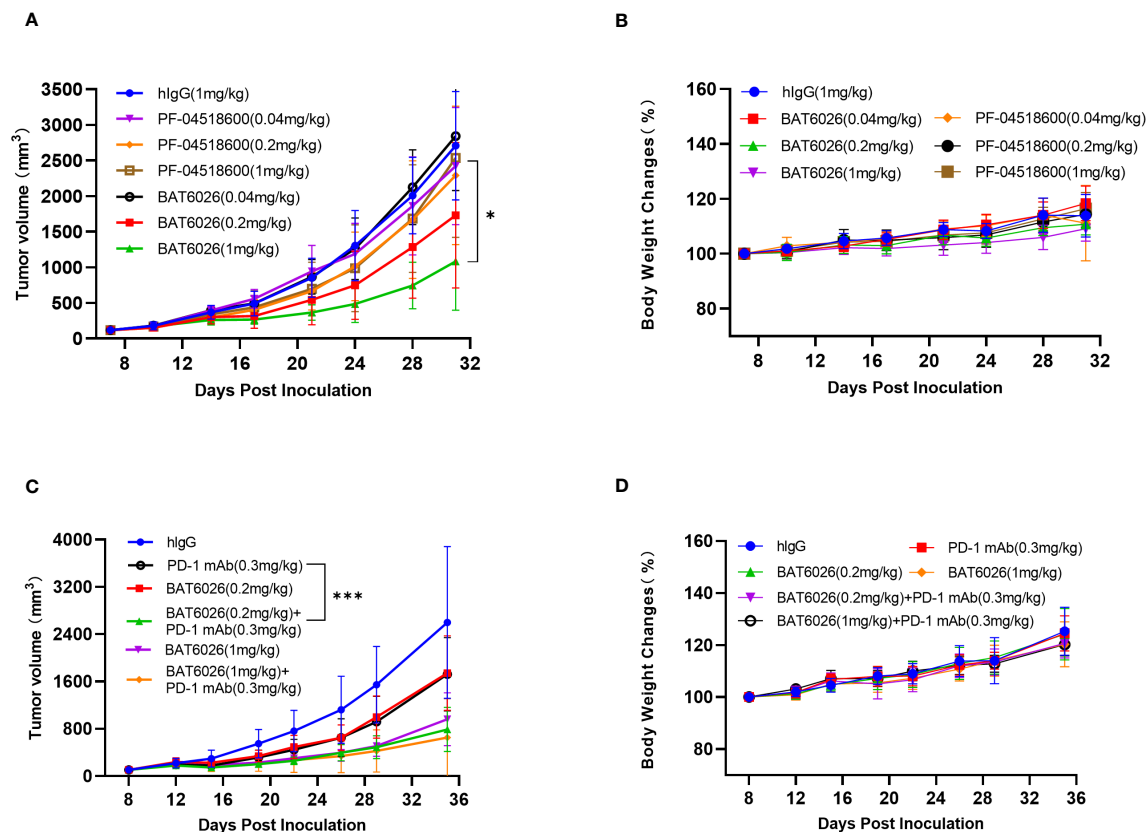 A
Tumor volume (mm3)
3500
3000
2500
2000
1500
1000
500
0
hIgG(1mg/kg)
PF-04518600(0.04mg/kg)
PF-04518600(0.2mg/kg)
PF-04518600(1mg/kg)
BAT6026(0.04mg/kg)
BAT6026(0.2mg/kg)
BAT6026(1mg/kg)
*
8 12 16 20 24 28 32
Days Post Inoculation
B
Body Weight Changes ( % )
160
140
120
100
80
hIgG(1mg/kg)
BAT6026(0.04mg/kg)
BAT6026(0.2mg/kg)
BAT6026(1mg/kg)
PF-04518600(0.04mg/kg)
PF-04518600(0.2mg/kg)
PF-04518600(1mg/kg)
8 12 16 20 24 28 32
Days Post Inoculation
C
Tumor volume (mm3)
4000
3200
2400
1600
800
0
hIgG
PD-1 mAb(0.3mg/kg)
BAT6026(0.2mg/kg)
BAT6026(0.2mg/kg)+
PD-1 mAb(0.3mg/kg)
BAT6026(1mg/kg)
BAT6026(1mg/kg)+
PD-1 mAb(0.3mg/kg)
***
8 12 16 20 24 28 32 36
Days Post Inoculation
D
Body Weight Changes ( % )
160
140
120
100
80
hIgG
PD-1 mAb(0.3mg/kg)
BAT6026(0.2mg/kg)
BAT6026(1mg/kg)
BAT6026(0.2mg/kg)+PD-1 mAb(0.3mg/kg)
BAT6026(1mg/kg)+PD-1 mAb(0.3mg/kg)
8 12 16 20 24 28 32 36
Days Post Inoculation